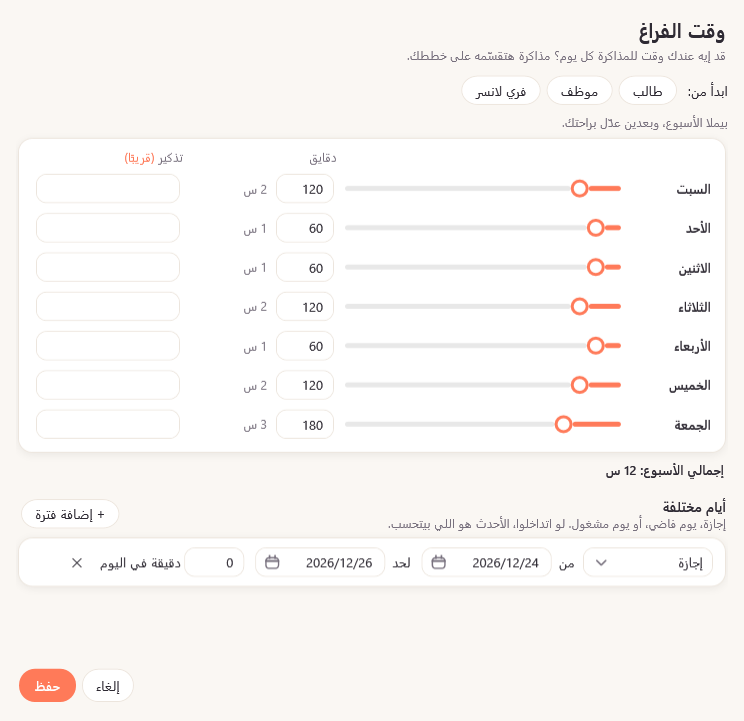 وقت الفراغ
قد إيه عندك وقت للمذاكرة كل يوم؟ مذاكرة هتقسّمه على خططك.
ابدأ من: طالب موظف فري لانسر
بيملا الأسبوع، وبعدين عدّل براحتك.
دقايق تذكير (قريبًا)
السبت 120 2 س
الأحد 60 1 س
الاثنين 60 1 س
الثلاثاء 120 2 س
الأربعاء 60 1 س
الخميس 120 2 س
الجمعة 180 3 س
إجمالي الأسبوع: 12 س
أيام مختلفة
+ إضافة فترة
إجازة، يوم فاضي، أو يوم مشغول. لو اتداخلوا، الأحدث هو اللي بيتحسب.
إجازة من 2026/12/24 لحد 2026/12/26 0 دقيقة في اليوم
إلغاء حفظ